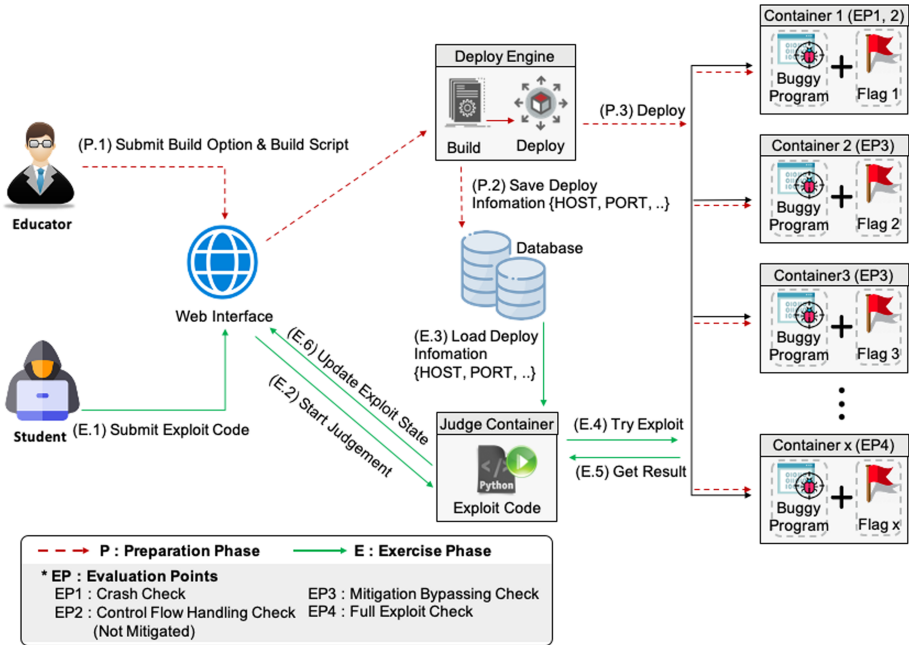 Container 1 (EP1, 2)
Buggy
Program
Flag 1
Deploy Engine
Build
Deploy
(P.3) Deploy
(P.1) Submit Build Option & Build Script
Educator
Container 2 (EP3)
Buggy
Program
Flag 2
(P.2) Save Deploy
Infomation {HOST, PORT, ..}
Database
Web Interface
Container3 (EP3)
Buggy
Program
Flag 3
(E.3) Load Deploy
Infomation
{HOST, PORT, ..}
(E.6) Update Exploit State
(E.2) Start Judgement
Student
(E.1) Submit Exploit Code
Judge Container
</>
Python
Exploit Code
(E.4) Try Exploit
(E.5) Get Result
Container x (EP4)
Buggy
Program
Flag x
P : Preparation Phase
E : Exercise Phase
* EP : Evaluation Points
EP1 : Crash Check
EP2 : Control Flow Handling Check
(Not Mitigated)
EP3 : Mitigation Bypassing Check
EP4 : Full Exploit Check